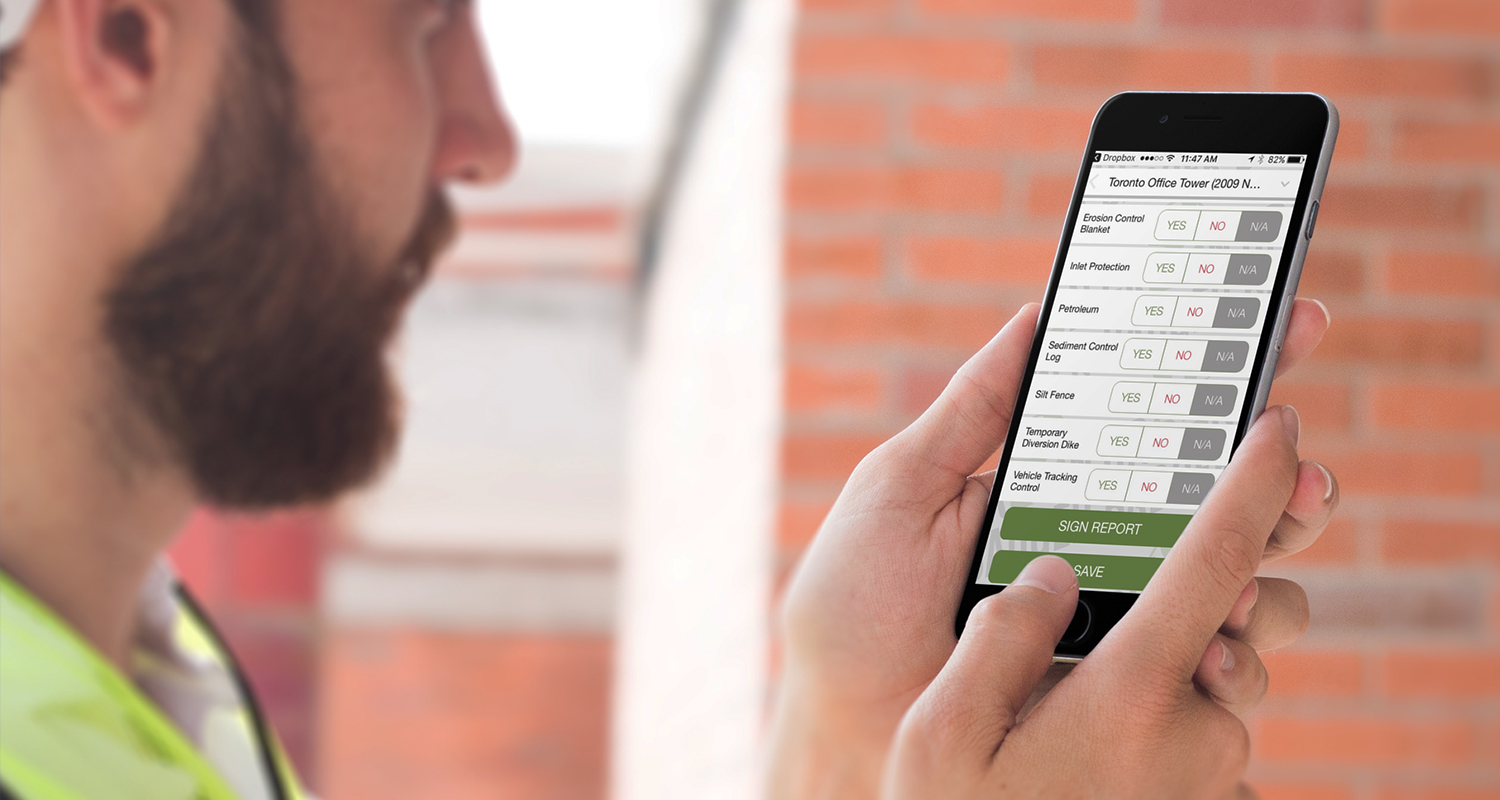 Dropbox 11:47 AM 82%
Toronto Office Tower (2009 N...
Erosion Control
Blanket
YES NO N/A
Inlet Protection YES NO N/A
Petroleum YES NO N/A
Sediment Control
Log
YES NO N/A
Silt Fence YES NO N/A
Temporary
Diversion Dike
YES NO N/A
Vehicle Tracking
Control
YES NO N/A
SIGN REPORT
SAVE